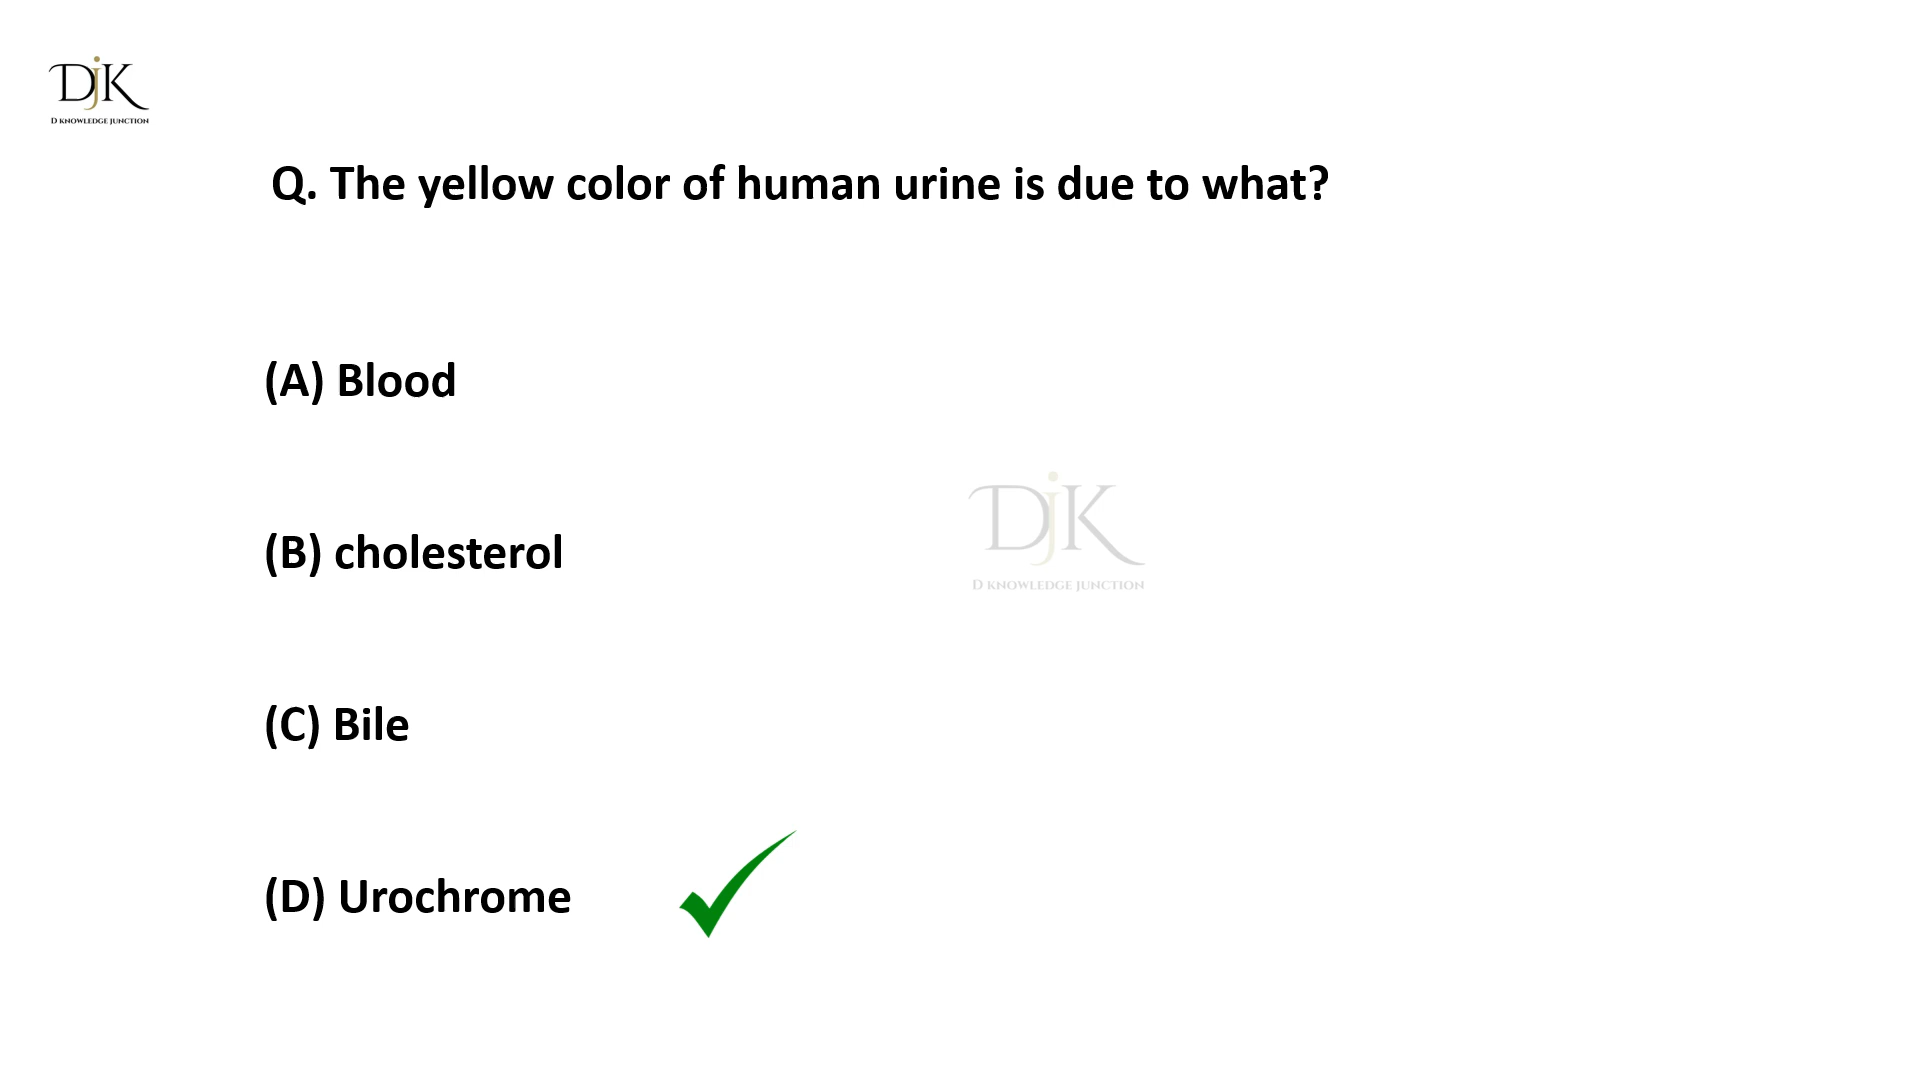 DjK
D KNOWLEDGE JUNCTION
Q. The yellow color of human urine is due to what?
(A) Blood
(B) cholesterol
DjK
D KNOWLEDGE JUNCTION
(C) Bile
(D) Urochrome